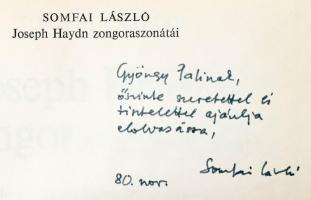 SOMFAI LÁSZLÓ
Joseph Haydn zongoraszonátái
Gyöngy Palinak,
őszinte szeretettel és
tisztelettel ajánlja
elolvasásra,
Somfai László
80. nov.